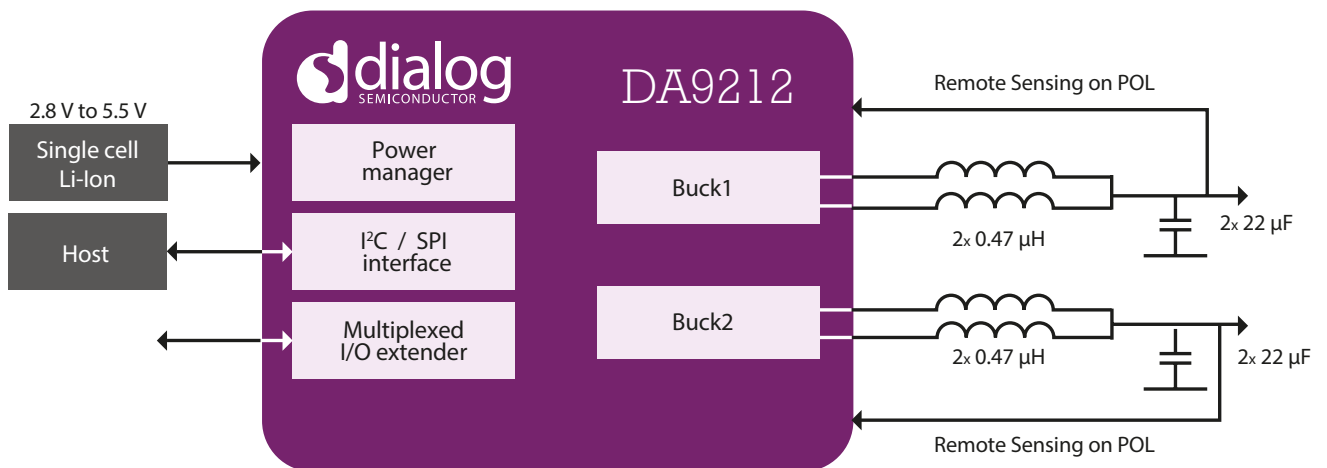 dialog
SEMICONDUCTOR
DA9212
2.8 V to 5.5 V
Single cell
Li-Ion
Host
Power
manager
I²C / SPI
interface
Multiplexed
I/O extender
Buck1
Buck2
Remote Sensing on POL
2x 0.47 µH
2x 22 µF
2x 0.47 µH
2x 22 µF
Remote Sensing on POL